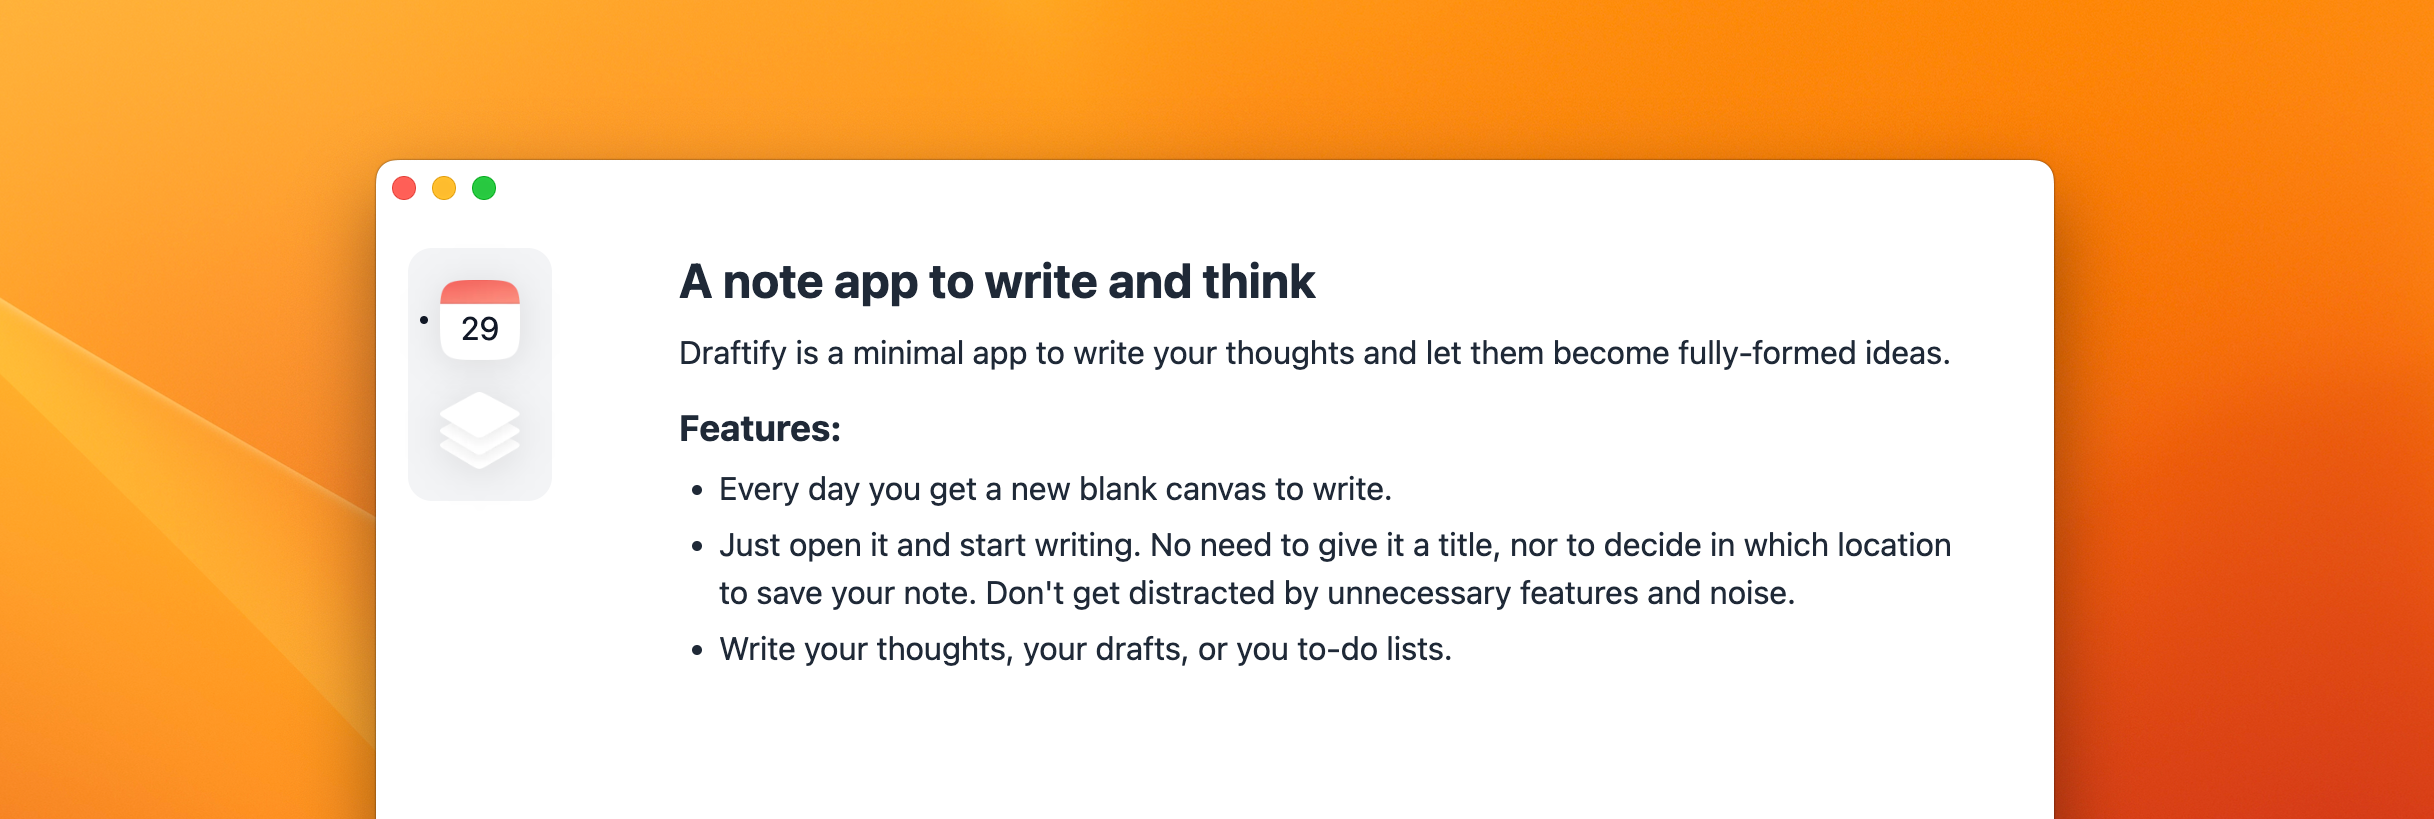 29
A note app to write and think
Draftify is a minimal app to write your thoughts and let them become fully-formed ideas.
Features:
• Every day you get a new blank canvas to write.
• Just open it and start writing. No need to give it a title, nor to decide in which location
to save your note. Don't get distracted by unnecessary features and noise.
• Write your thoughts, your drafts, or you to-do lists.